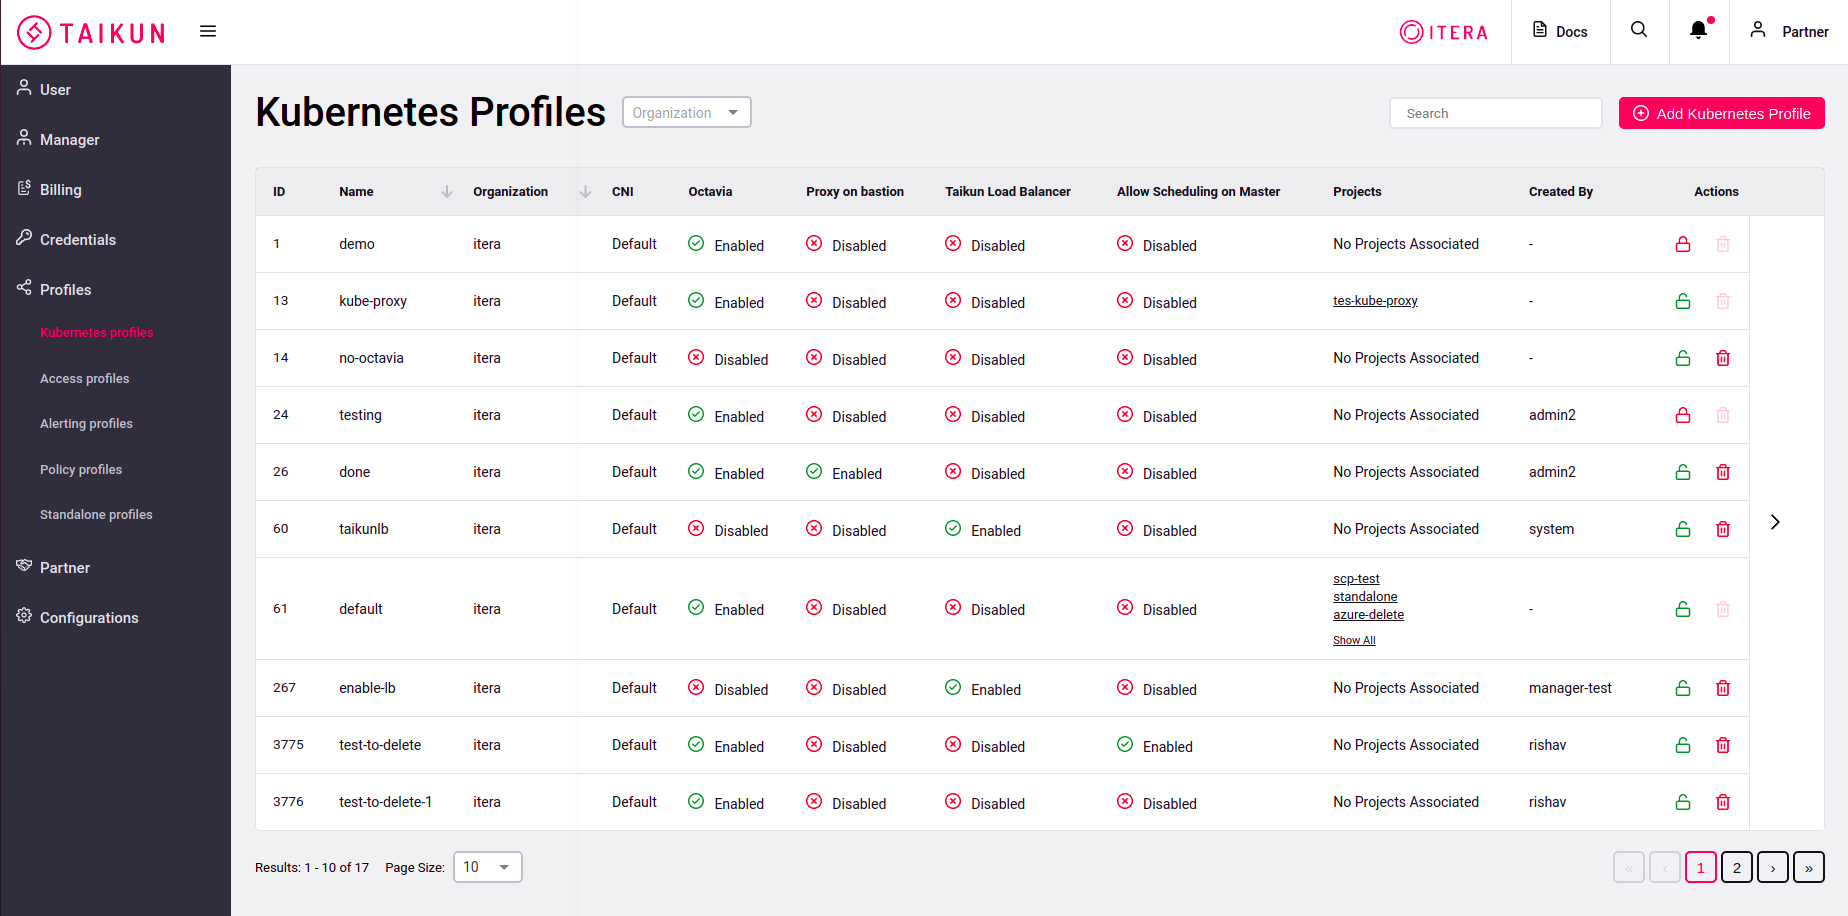 TAIKUN
ITERA
Docs
Partner
User
Manager
Billing
Credentials
Profiles
Kubernetes profiles
Access profiles
Alerting profiles
Policy profiles
Standalone profiles
Partner
Configurations
Kubernetes Profiles
Organization
Search
Add Kubernetes Profile
ID Name Organization CNI Octavia Proxy on bastion Taikun Load Balancer Allow Scheduling on Master Projects Created By Actions
1 demo itera Default Enabled Disabled Disabled Disabled No Projects Associated -
13 kube-proxy itera Default Enabled Disabled Disabled Disabled tes-kube-proxy -
14 no-octavia itera Default Disabled Disabled Disabled Disabled No Projects Associated -
24 testing itera Default Enabled Disabled Disabled Disabled No Projects Associated admin2
26 done itera Default Enabled Enabled Disabled Disabled No Projects Associated admin2
60 taikunlb itera Default Disabled Disabled Enabled Disabled No Projects Associated system
61 default itera Default Enabled Disabled Disabled Disabled scp-test
standalone
azure-delete
Show All
-
267 enable-lb itera Default Disabled Disabled Enabled Disabled No Projects Associated manager-test
3775 test-to-delete itera Default Enabled Disabled Disabled Enabled No Projects Associated rishav
3776 test-to-delete-1 itera Default Enabled Disabled Disabled Disabled No Projects Associated rishav
Results: 1 - 10 of 17 Page Size: 10
« ‹ 1 2 › »